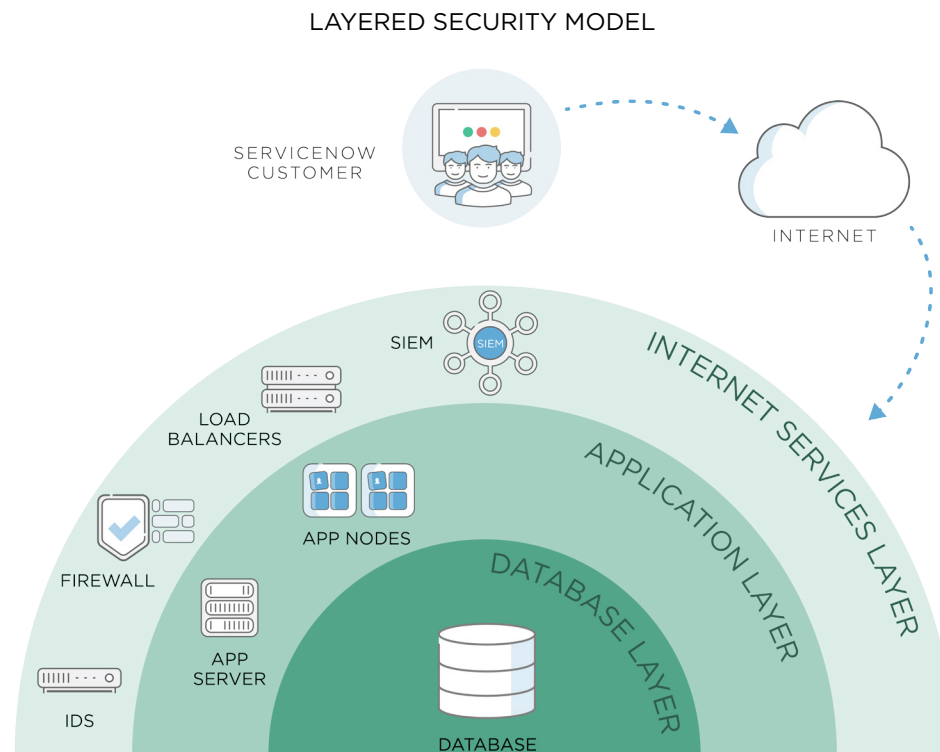 LAYERED SECURITY MODEL
SERVICENOW
CUSTOMER
INTERNET
SIEM
SIEM
INTERNET SERVICES LAYER
LOAD
BALANCERS
APPLICATION LAYER
APP NODES
FIREWALL
DATABASE LAYER
APP
SERVER
IDS
DATABASE